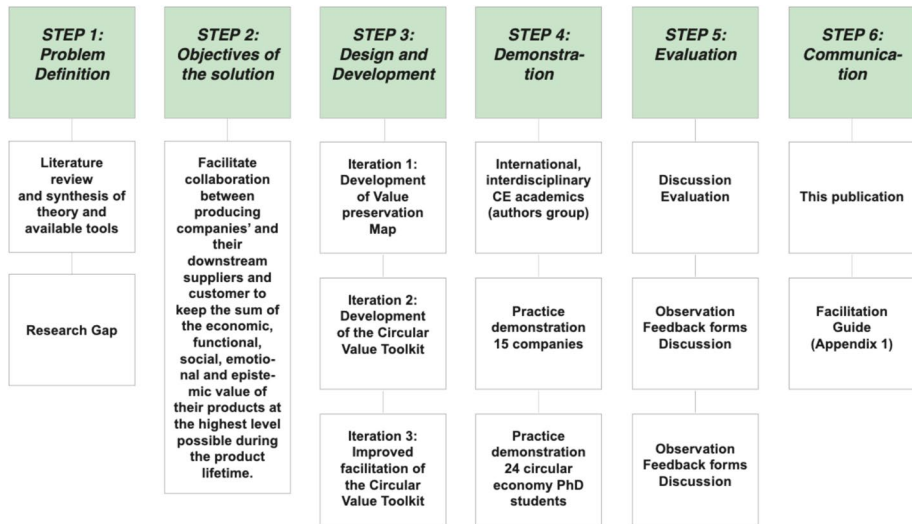 STEP 1:
Problem
Definition
Literature
review
and synthesis of
theory and
available tools
Research Gap
STEP 2:
Objectives of
the solution
Facilitate
collaboration
between
producing
companies’ and
their
downstream
suppliers and
customer to
keep the sum of
the economic,
functional,
social, emotio-
nal and episte-
mic value of
their products at
the highest level
possible during
the product
lifetime.
STEP 3:
Design and
Development
Iteration 1:
Development
of Value
preservation
Map
Iteration 2:
Development
of the Circular
Value Toolkit
Iteration 3:
Improved
facilitation of
the Circular
Value Toolkit
STEP 4:
Demonstra-
tion
International,
interdisciplinary
CE academics
(authors group)
Practice
demonstration
15 companies
Practice
demonstration
24 circular
economy PhD
students
STEP 5:
Evaluation
Discussion
Evaluation
Observation
Feedback forms
Discussion
Observation
Feedback forms
Discussion
STEP 6:
Communica-
tion
This publication
Facilitation
Guide
(Appendix 1)